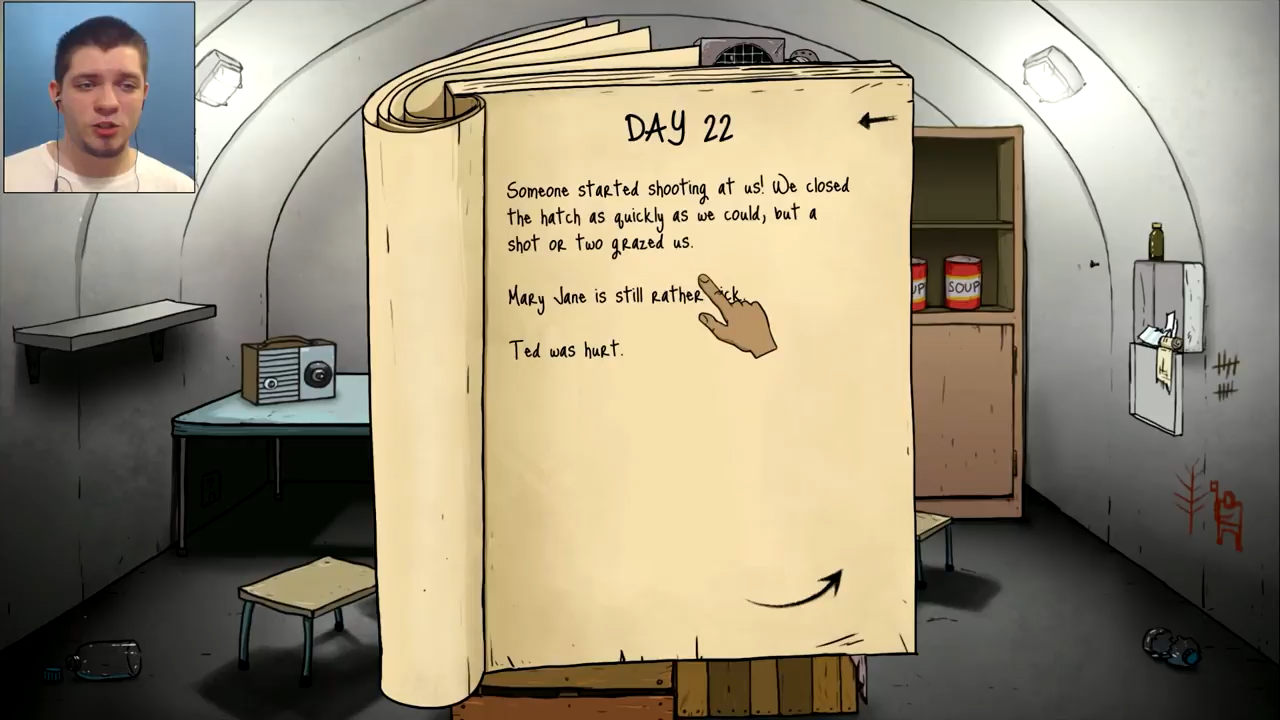 DAY 22
Someone started shooting at us! We closed
the hatch as quickly as we could, but a
shot or two grazed us.
Mary Jane is still rather
Ted was hurt.
UP
SOUP